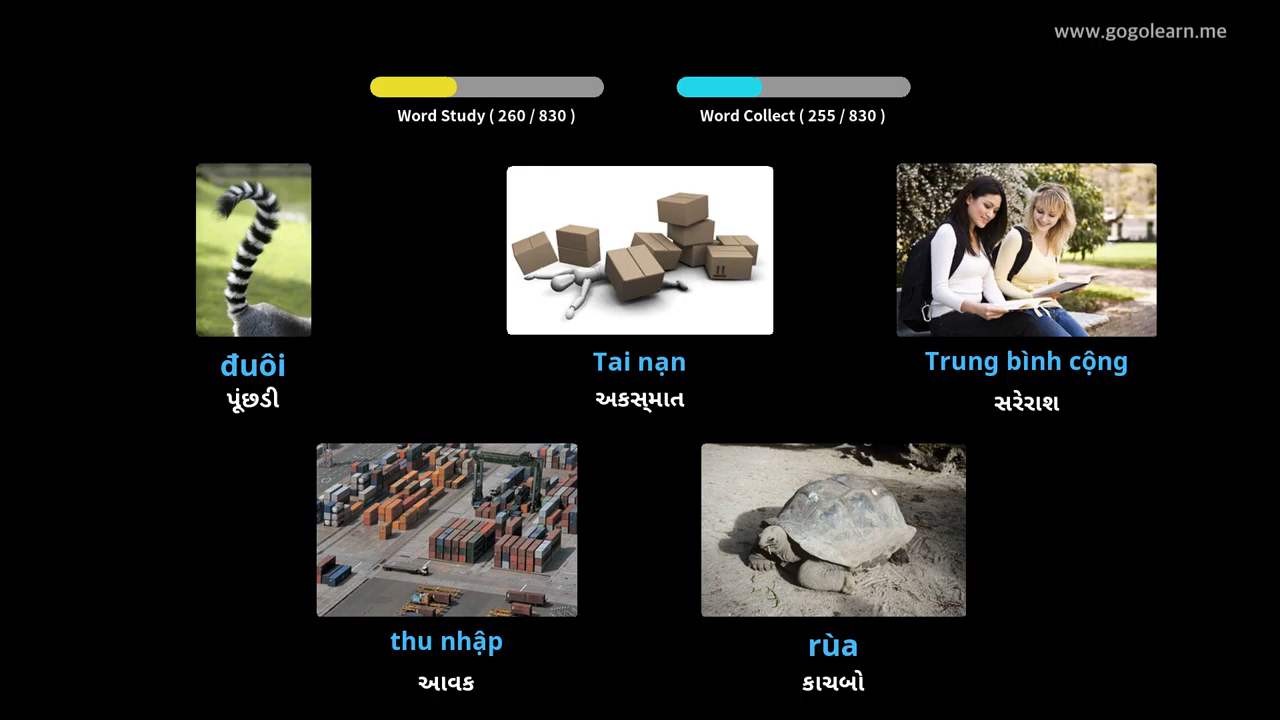 www.gogolearn.me
Word Study ( 260 / 830 )
Word Collect ( 255 / 830 )
đuôi
પૂંછડી
Tai nạn
અકસ્માત
Trung bình cộng
સરેરાશ
thu nhập
આવક
rùa
કાચબો